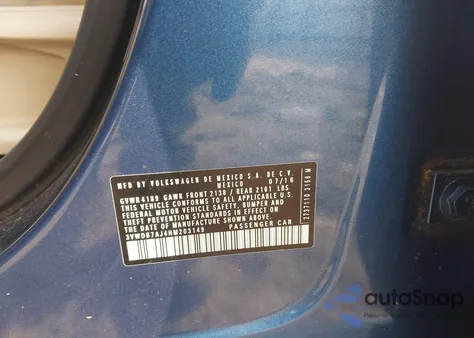 MFD. BY VOLKSWAGEN DE MEXICO S.A. DE C.V.
MEXICO 07/16
GVWR4189 GAWR FRONT 2138 / REAR 2161 LBS
THIS VEHICLE CONFORMS TO ALL APPLICABLE U.S.
FEDERAL MOTOR VEHICLE SAFETY, BUMPER AND
THEFT PREVENTION STANDARDS IN EFFECT ON
THE DATE OF MANUFACTURE SHOWN ABOVE.
3VWDB7AJ4HM203149 PASSENGER CAR
autoSnap